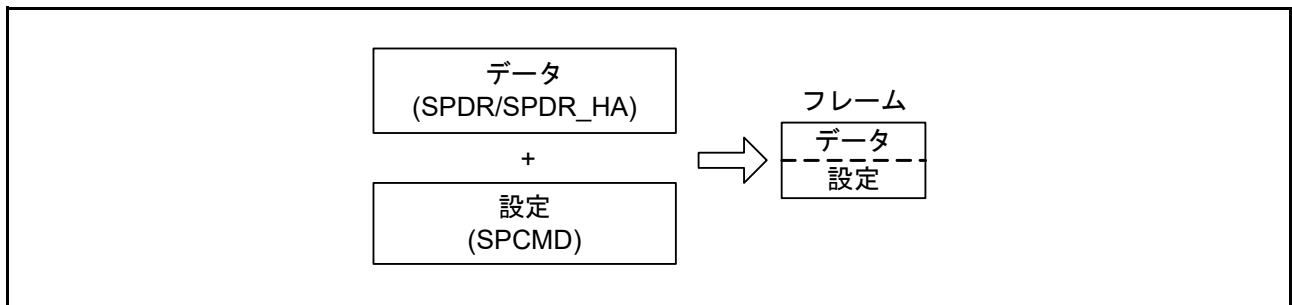 データ
(SPDR/SPDR_HA)
+
設定
(SPCMD)
フレーム
データ
設定